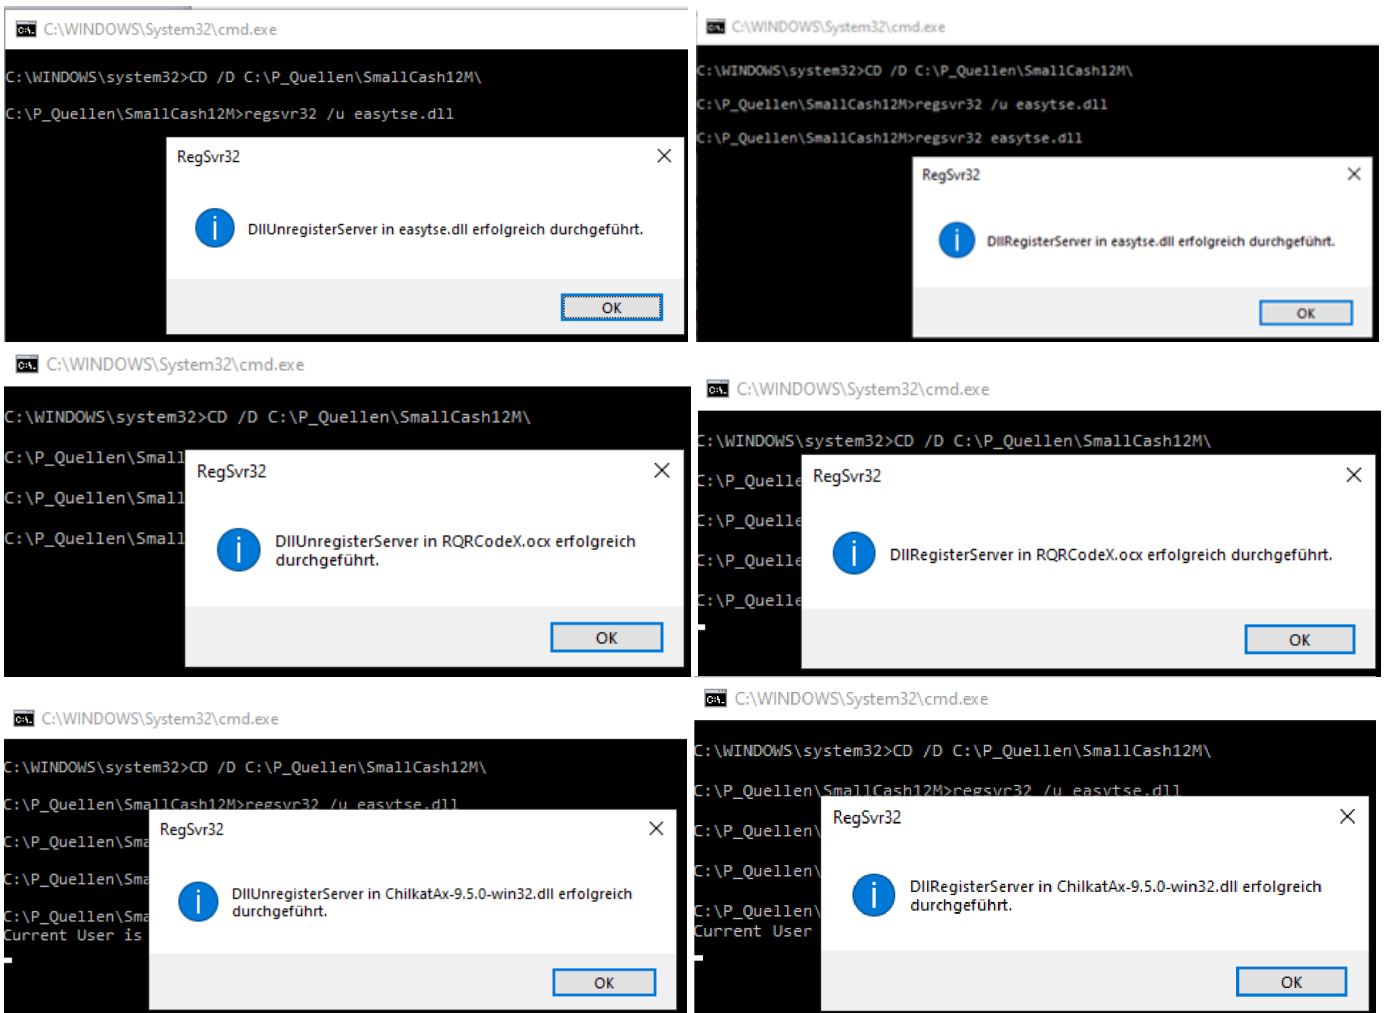 C:\WINDOWS\System32\cmd.exe
C:\WINDOWS\system32>CD /D C:\P_Quellen\SmallCash12M\
C:\P_Quellen\SmallCash12M>regsvr32 /u easytse.dll
RegSvr32
DllUnregisterServer in easytse.dll erfolgreich durchgeführt.
OK
C:\WINDOWS\System32\cmd.exe
C:\WINDOWS\system32>CD /D C:\P_Quellen\SmallCash12M\
C:\P_Quellen\SmallCash12M>regsvr32 /u easytse.dll
C:\P_Quellen\SmallCash12M>regsvr32 easytse.dll
RegSvr32
DllRegisterServer in easytse.dll erfolgreich durchgeführt.
OK
C:\WINDOWS\System32\cmd.exe
C:\WINDOWS\system32>CD /D C:\P_Quellen\SmallCash12M\
C:\P_Quellen\Small
C:\P_Quellen\Small
C:\P_Quellen\Small
RegSvr32
DllUnregisterServer in RQRCodeX.ocx erfolgreich
durchgeführt.
OK
C:\WINDOWS\System32\cmd.exe
C:\WINDOWS\system32>CD /D C:\P_Quellen\SmallCash12M\
C:\P_Quelle
C:\P_Quelle
C:\P_Quelle
C:\P_Quelle
RegSvr32
DllRegisterServer in RQRCodeX.ocx erfolgreich durchgeführt.
OK
C:\WINDOWS\System32\cmd.exe
C:\WINDOWS\system32>CD /D C:\P_Quellen\SmallCash12M\
C:\P_Quellen\SmallCash12M>regsvr32 /u easytse.dll
C:\P_Quellen\Sma
C:\P_Quellen\Sma
C:\P_Quellen\Sma
Current User is
RegSvr32
DllUnregisterServer in ChilkatAx-9.5.0-win32.dll erfolgreich
durchgeführt.
OK
C:\WINDOWS\System32\cmd.exe
C:\WINDOWS\system32>CD /D C:\P_Quellen\SmallCash12M\
C:\P_Quellen\SmallCash12M>regsvr32 /u easytse.dll
C:\P_Quellen\
C:\P_Quellen\
C:\P_Quellen\
Current User
RegSvr32
DllRegisterServer in ChilkatAx-9.5.0-win32.dll erfolgreich
durchgeführt.
OK